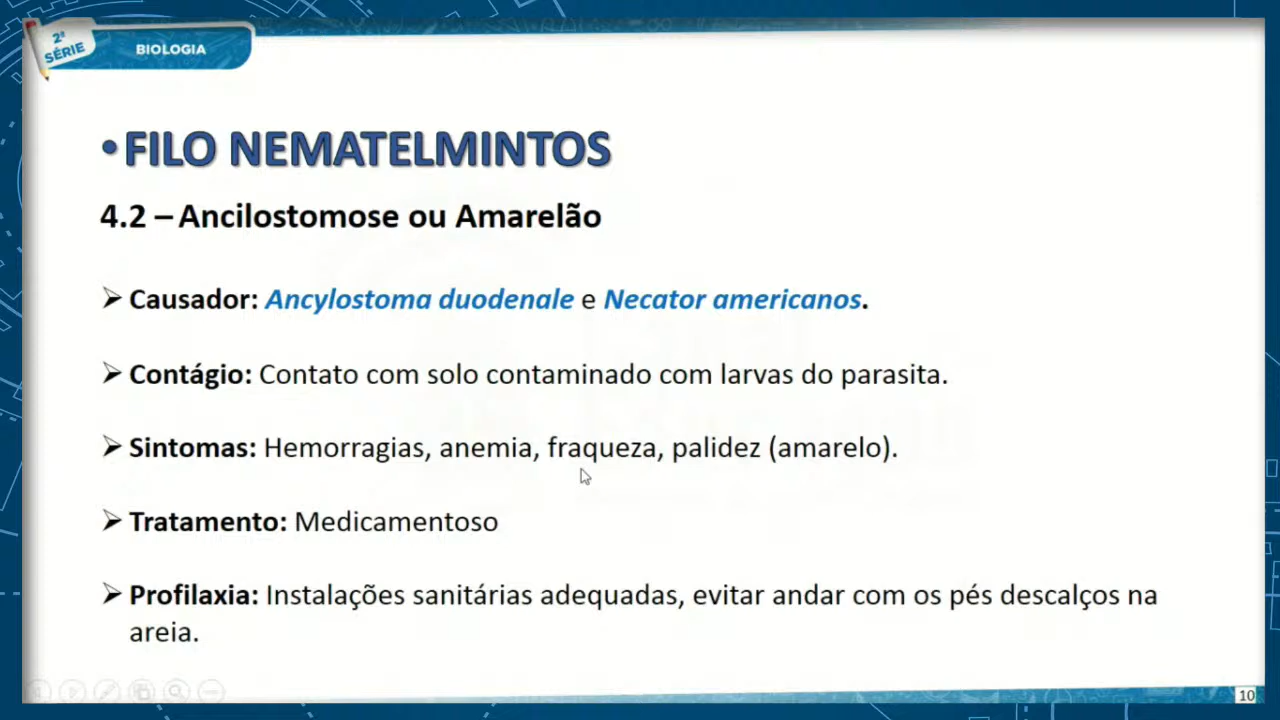 2ª
SÉRIE
BIOLOGIA
•FILO NEMATELMINTOS
4.2 – Ancilostomose ou Amarelão
➢ Causador: Ancylostoma duodenale e Necator americanos.
➢ Contágio: Contato com solo contaminado com larvas do parasita.
➢ Sintomas: Hemorragias, anemia, fraqueza, palidez (amarelo).
➢ Tratamento: Medicamentoso
➢ Profilaxia: Instalações sanitárias adequadas, evitar andar com os pés descalços na
areia.
10